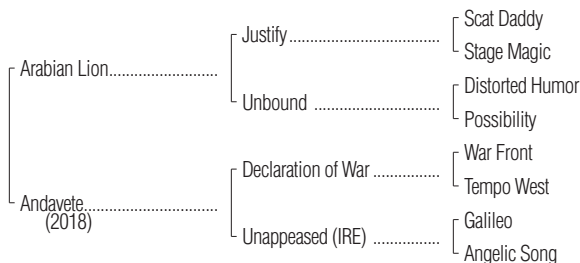 Scat Daddy
Justify
Stage Magic
Arabian Lion
Distorted Humor
Unbound
Possibility
War Front
Declaration of War
Tempo West
Andavete
(2018)
Galileo
Unappeased (IRE)
Angelic Song